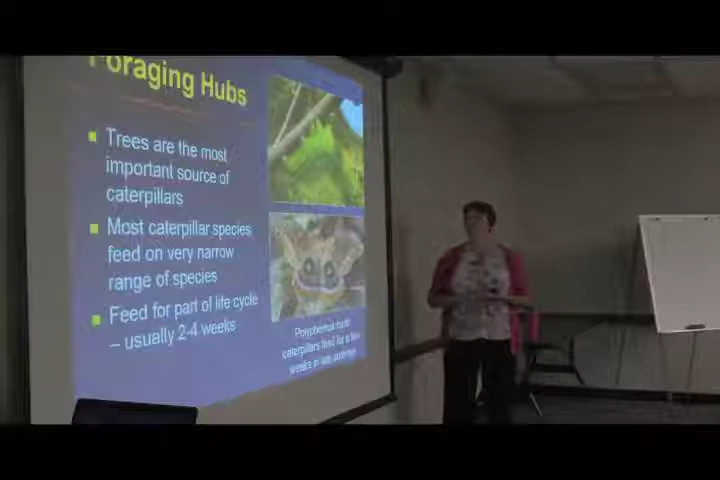 Foraging Hubs
Trees are the most
important source of
caterpillars
Most caterpillar species
feed on very narrow
range of species
Feed for part of life cycle
– usually 2-4 weeks
Polyphemus moth
caterpillars feed for a few
weeks in late summer